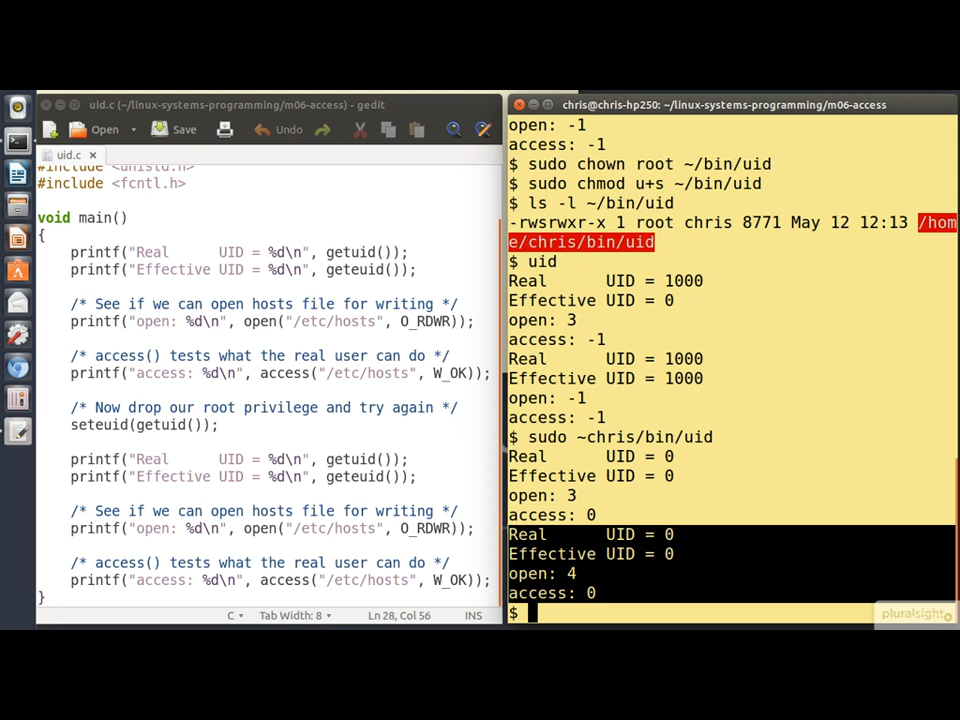 uid.c (~/linux-systems-programming/m06-access) - gedit
Open Save Undo
uid.c
#include <unistd.h>
#include <fcntl.h>
void main()
{
printf("Real      UID = %d\n", getuid());
printf("Effective UID = %d\n", geteuid());
/* See if we can open hosts file for writing */
printf("open: %d\n", open("/etc/hosts", O_RDWR));
/* access() tests what the real user can do */
printf("access: %d\n", access("/etc/hosts", W_OK));
/* Now drop our root privilege and try again */
seteuid(getuid());
printf("Real      UID = %d\n", getuid());
printf("Effective UID = %d\n", geteuid());
/* See if we can open hosts file for writing */
printf("open: %d\n", open("/etc/hosts", O_RDWR));
/* access() tests what the real user can do */
printf("access: %d\n", access("/etc/hosts", W_OK));
}
C Tab Width: 8 Ln 28, Col 56 INS
chris@chris-hp250: ~/linux-systems-programming/m06-access
open: -1
access: -1
$ sudo chown root ~/bin/uid
$ sudo chmod u+s ~/bin/uid
$ ls -l ~/bin/uid
-rwsrwxr-x 1 root chris 8771 May 12 12:13 /hom
e/chris/bin/uid
$ uid
Real      UID = 1000
Effective UID = 0
open: 3
access: -1
Real      UID = 1000
Effective UID = 1000
open: -1
access: -1
$ sudo ~chris/bin/uid
Real      UID = 0
Effective UID = 0
open: 3
access: 0
Real      UID = 0
Effective UID = 0
open: 4
access: 0
$
pluralsight